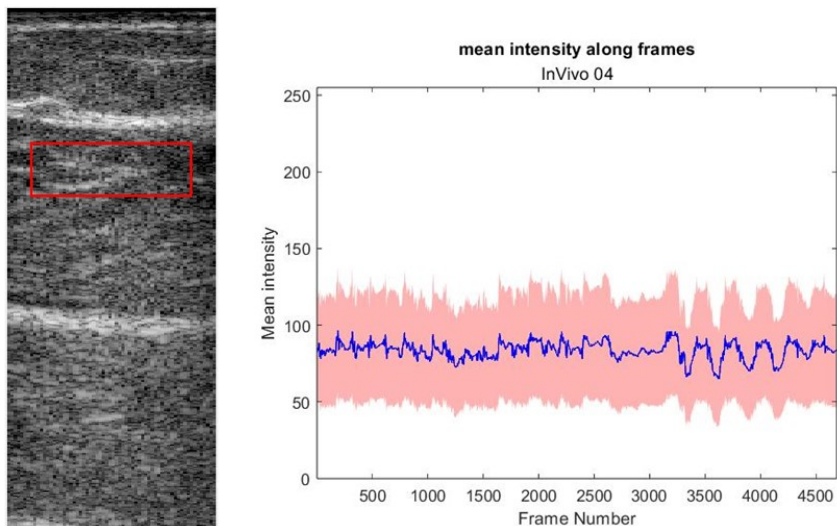 mean intensity along frames
InVivo 04
Mean intensity
250
200
150
100
50
0
500 1000 1500 2000 2500 3000 3500 4000 4500
Frame Number